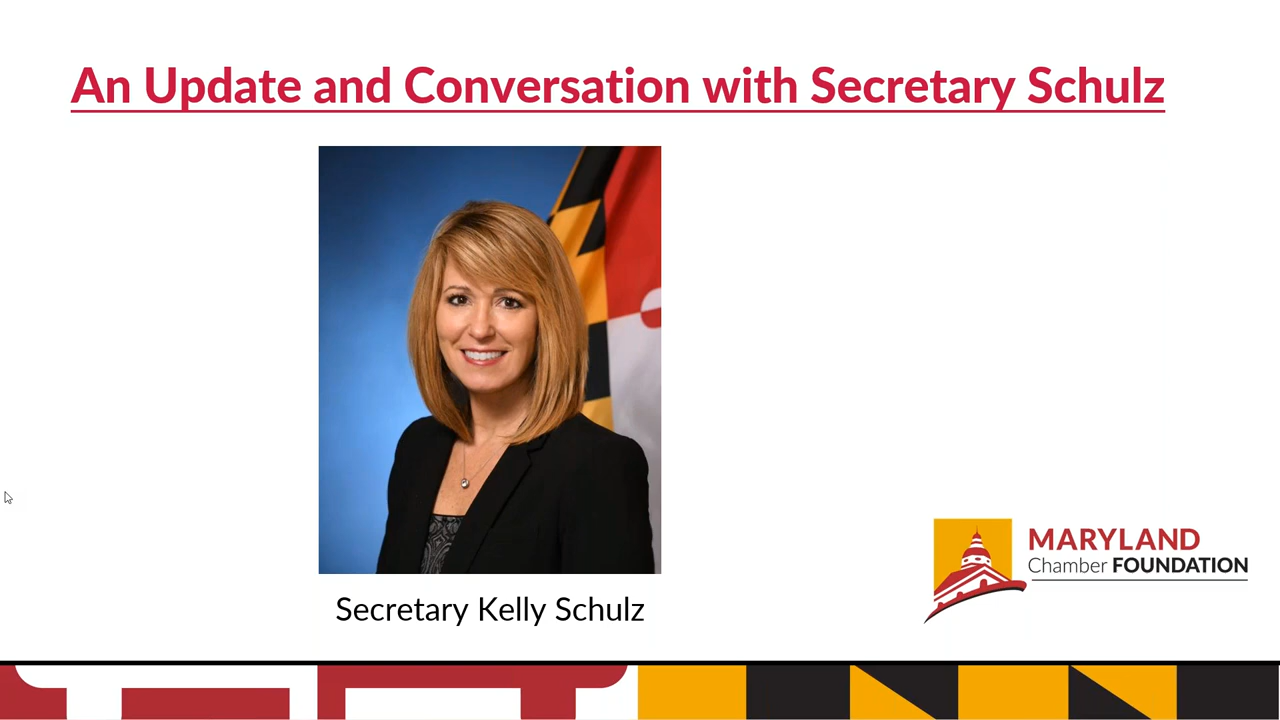 An Update and Conversation with Secretary Schulz
Secretary Kelly Schulz
MARYLAND
Chamber FOUNDATION